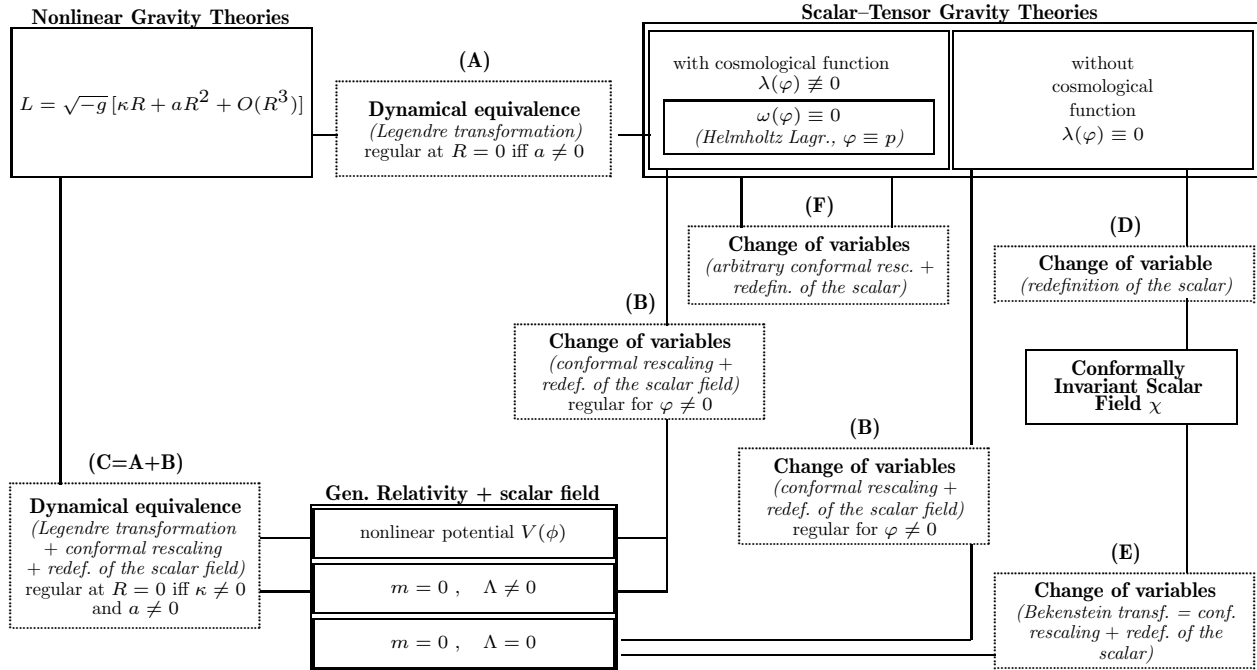 Nonlinear Gravity Theories
L = √−g [κR + aR² + O(R³)]
(A)
Dynamical equivalence
(Legendre transformation)
regular at R = 0 iff a ≠ 0
Scalar–Tensor Gravity Theories
with cosmological function
λ(φ) ≢ 0
ω(φ) ≡ 0
(Helmholtz Lagr., φ ≡ p)
without
cosmological
function
λ(φ) ≡ 0
(F)
Change of variables
(arbitrary conformal resc. +
redefin. of the scalar)
(D)
Change of variable
(redefinition of the scalar)
(B)
Change of variables
(conformal rescaling +
redef. of the scalar field)
regular for φ ≠ 0
Conformally
Invariant Scalar
Field χ
(B)
Change of variables
(conformal rescaling +
redef. of the scalar field)
regular for φ ≠ 0
(C=A+B)
Dynamical equivalence
(Legendre transformation
+ conformal rescaling
+ redef. of the scalar field)
regular at R = 0 iff κ ≠ 0
and a ≠ 0
Gen. Relativity + scalar field
nonlinear potential V(ϕ)
m = 0 , Λ ≠ 0
m = 0 , Λ = 0
(E)
Change of variables
(Bekenstein transf. = conf.
rescaling + redef. of the
scalar)